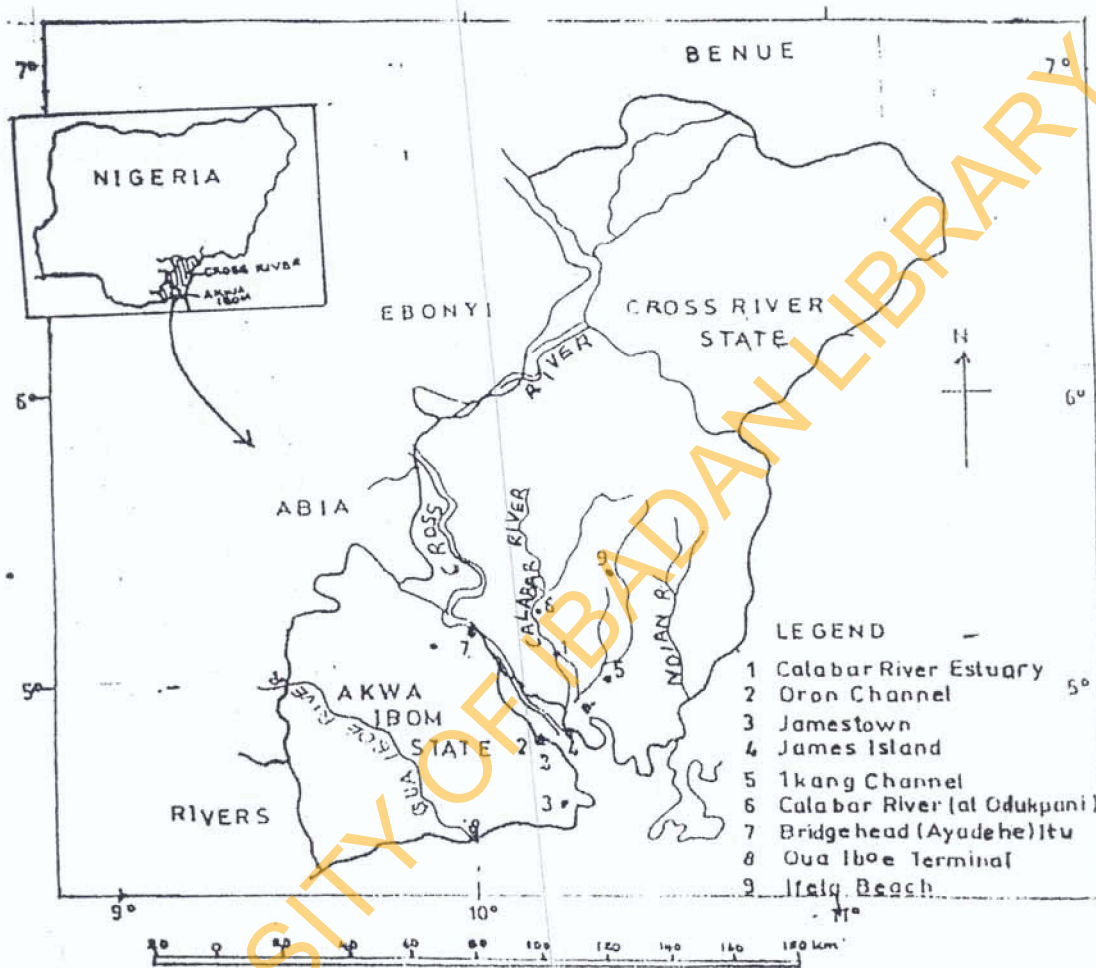 BENUE
7°
7°
NIGERIA
CROSS RIVER
AKWA
IBOM
EBONYI
CROSS RIVER
STATE
RIVER
N
6°
6°
ABIA
CROSS
CALABAR RIVER
9
6
7
1
5
LEGEND
1 Calabar River Estuary
2 Oron Channel
3 Jamestown
4 James Island
5 Ikang Channel
6 Calabar River (at Odukpani)
7 Bridgehead (Ayadehe) Itu
8 Qua Iboe Terminal
9 Ifela Beach
5°
5°
AKWA
IBOM
STATE
IBOE RIVER
2
4
3
8
RIVERS
9°
10°
11°
20 0 20 40 60 80 100 120 140 160 180 km
SITY OF IBADAN LIBRARY